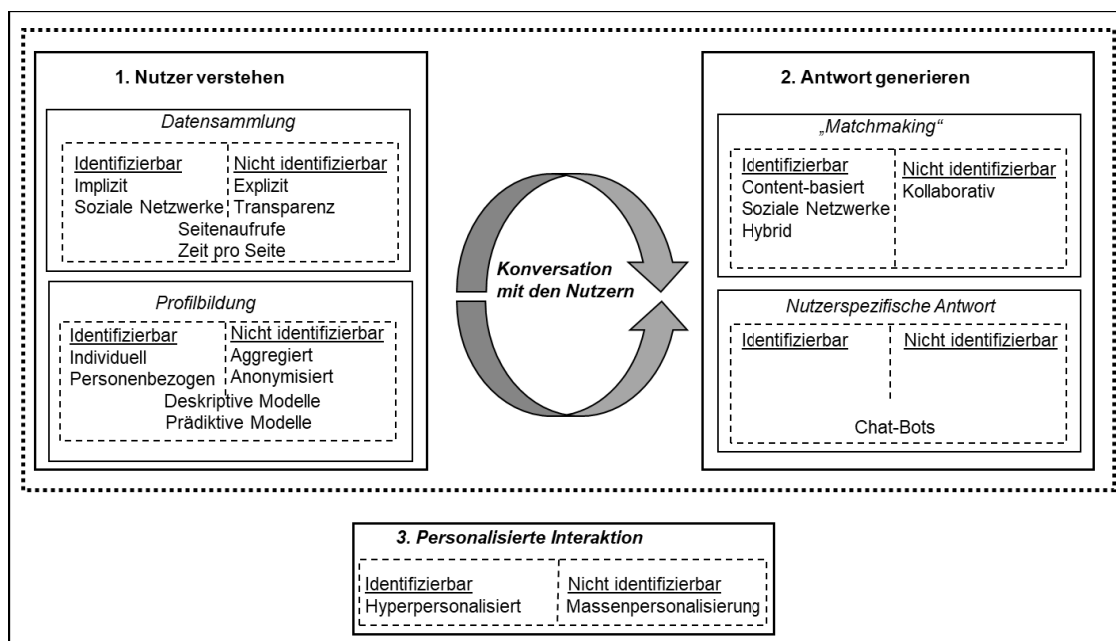 1. Nutzer verstehen
Datensammlung
Identifizierbar
Implizit
Soziale Netzwerke
Nicht identifizierbar
Explizit
Transparenz
Seitenaufrufe
Zeit pro Seite
Profilbildung
Identifizierbar
Individuell
Personenbezogen
Nicht identifizierbar
Aggregiert
Anonymisiert
Deskriptive Modelle
Prädiktive Modelle
Konversation
mit den Nutzern
2. Antwort generieren
„Matchmaking“
Identifizierbar
Content-basiert
Soziale Netzwerke
Hybrid
Nicht identifizierbar
Kollaborativ
Nutzerspezifische Antwort
Identifizierbar
Nicht identifizierbar
Chat-Bots
3. Personalisierte Interaktion
Identifizierbar
Hyperpersonalisiert
Nicht identifizierbar
Massenpersonalisierung